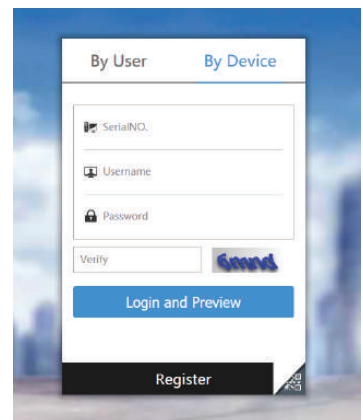 By User By Device
SerialNO.
Username
Password
Verify
Login and Preview
Register